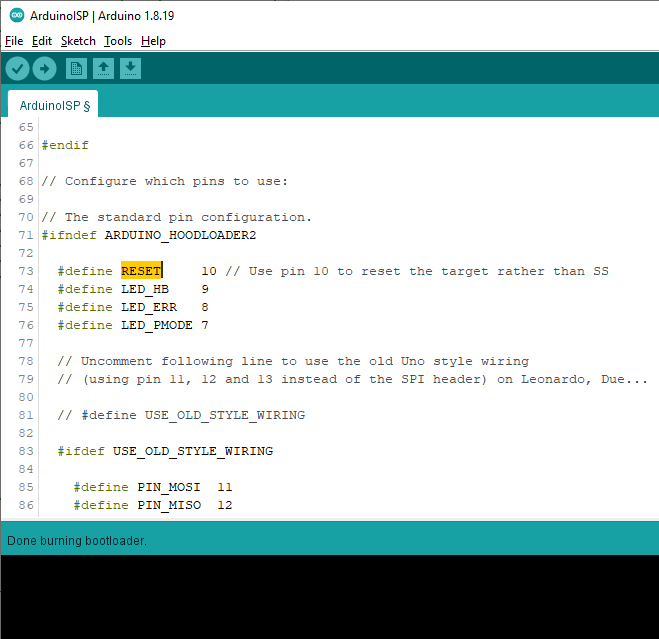 ArduinoISP | Arduino 1.8.19
File Edit Sketch Tools Help
ArduinoISP §
65
66 #endif
67
68 // Configure which pins to use:
69
70 // The standard pin configuration.
71 #ifndef ARDUINO_HOODLOADER2
72
73   #define RESET     10 // Use pin 10 to reset the target rather than SS
74   #define LED_HB    9
75   #define LED_ERR   8
76   #define LED_PMODE 7
77
78   // Uncomment following line to use the old Uno style wiring
79   // (using pin 11, 12 and 13 instead of the SPI header) on Leonardo, Due...
80
81   // #define USE_OLD_STYLE_WIRING
82
83   #ifdef USE_OLD_STYLE_WIRING
84
85     #define PIN_MOSI  11
86     #define PIN_MISO  12
Done burning bootloader.